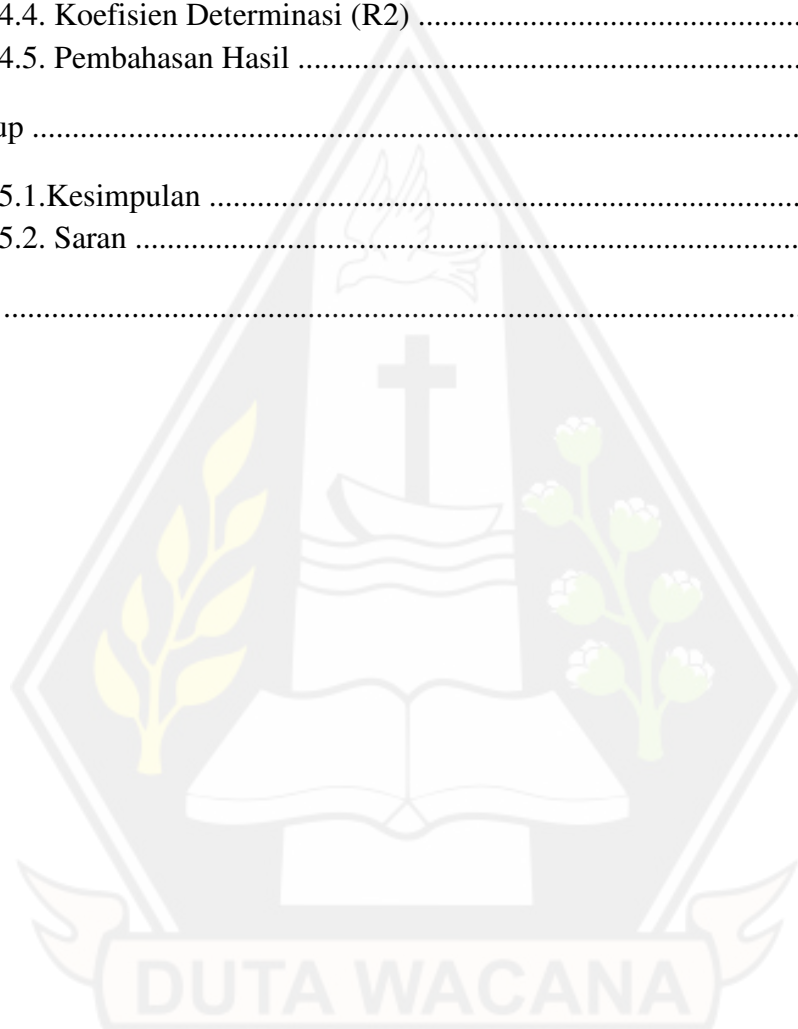 4.4. Koefisien Determinasi (R2) ................................................
4.5. Pembahasan Hasil ...............................................................
up ................................................................................................
5.1.Kesimpulan ..........................................................................
5.2. Saran ...................................................................................
....................................................................................................
DUTA WACANA